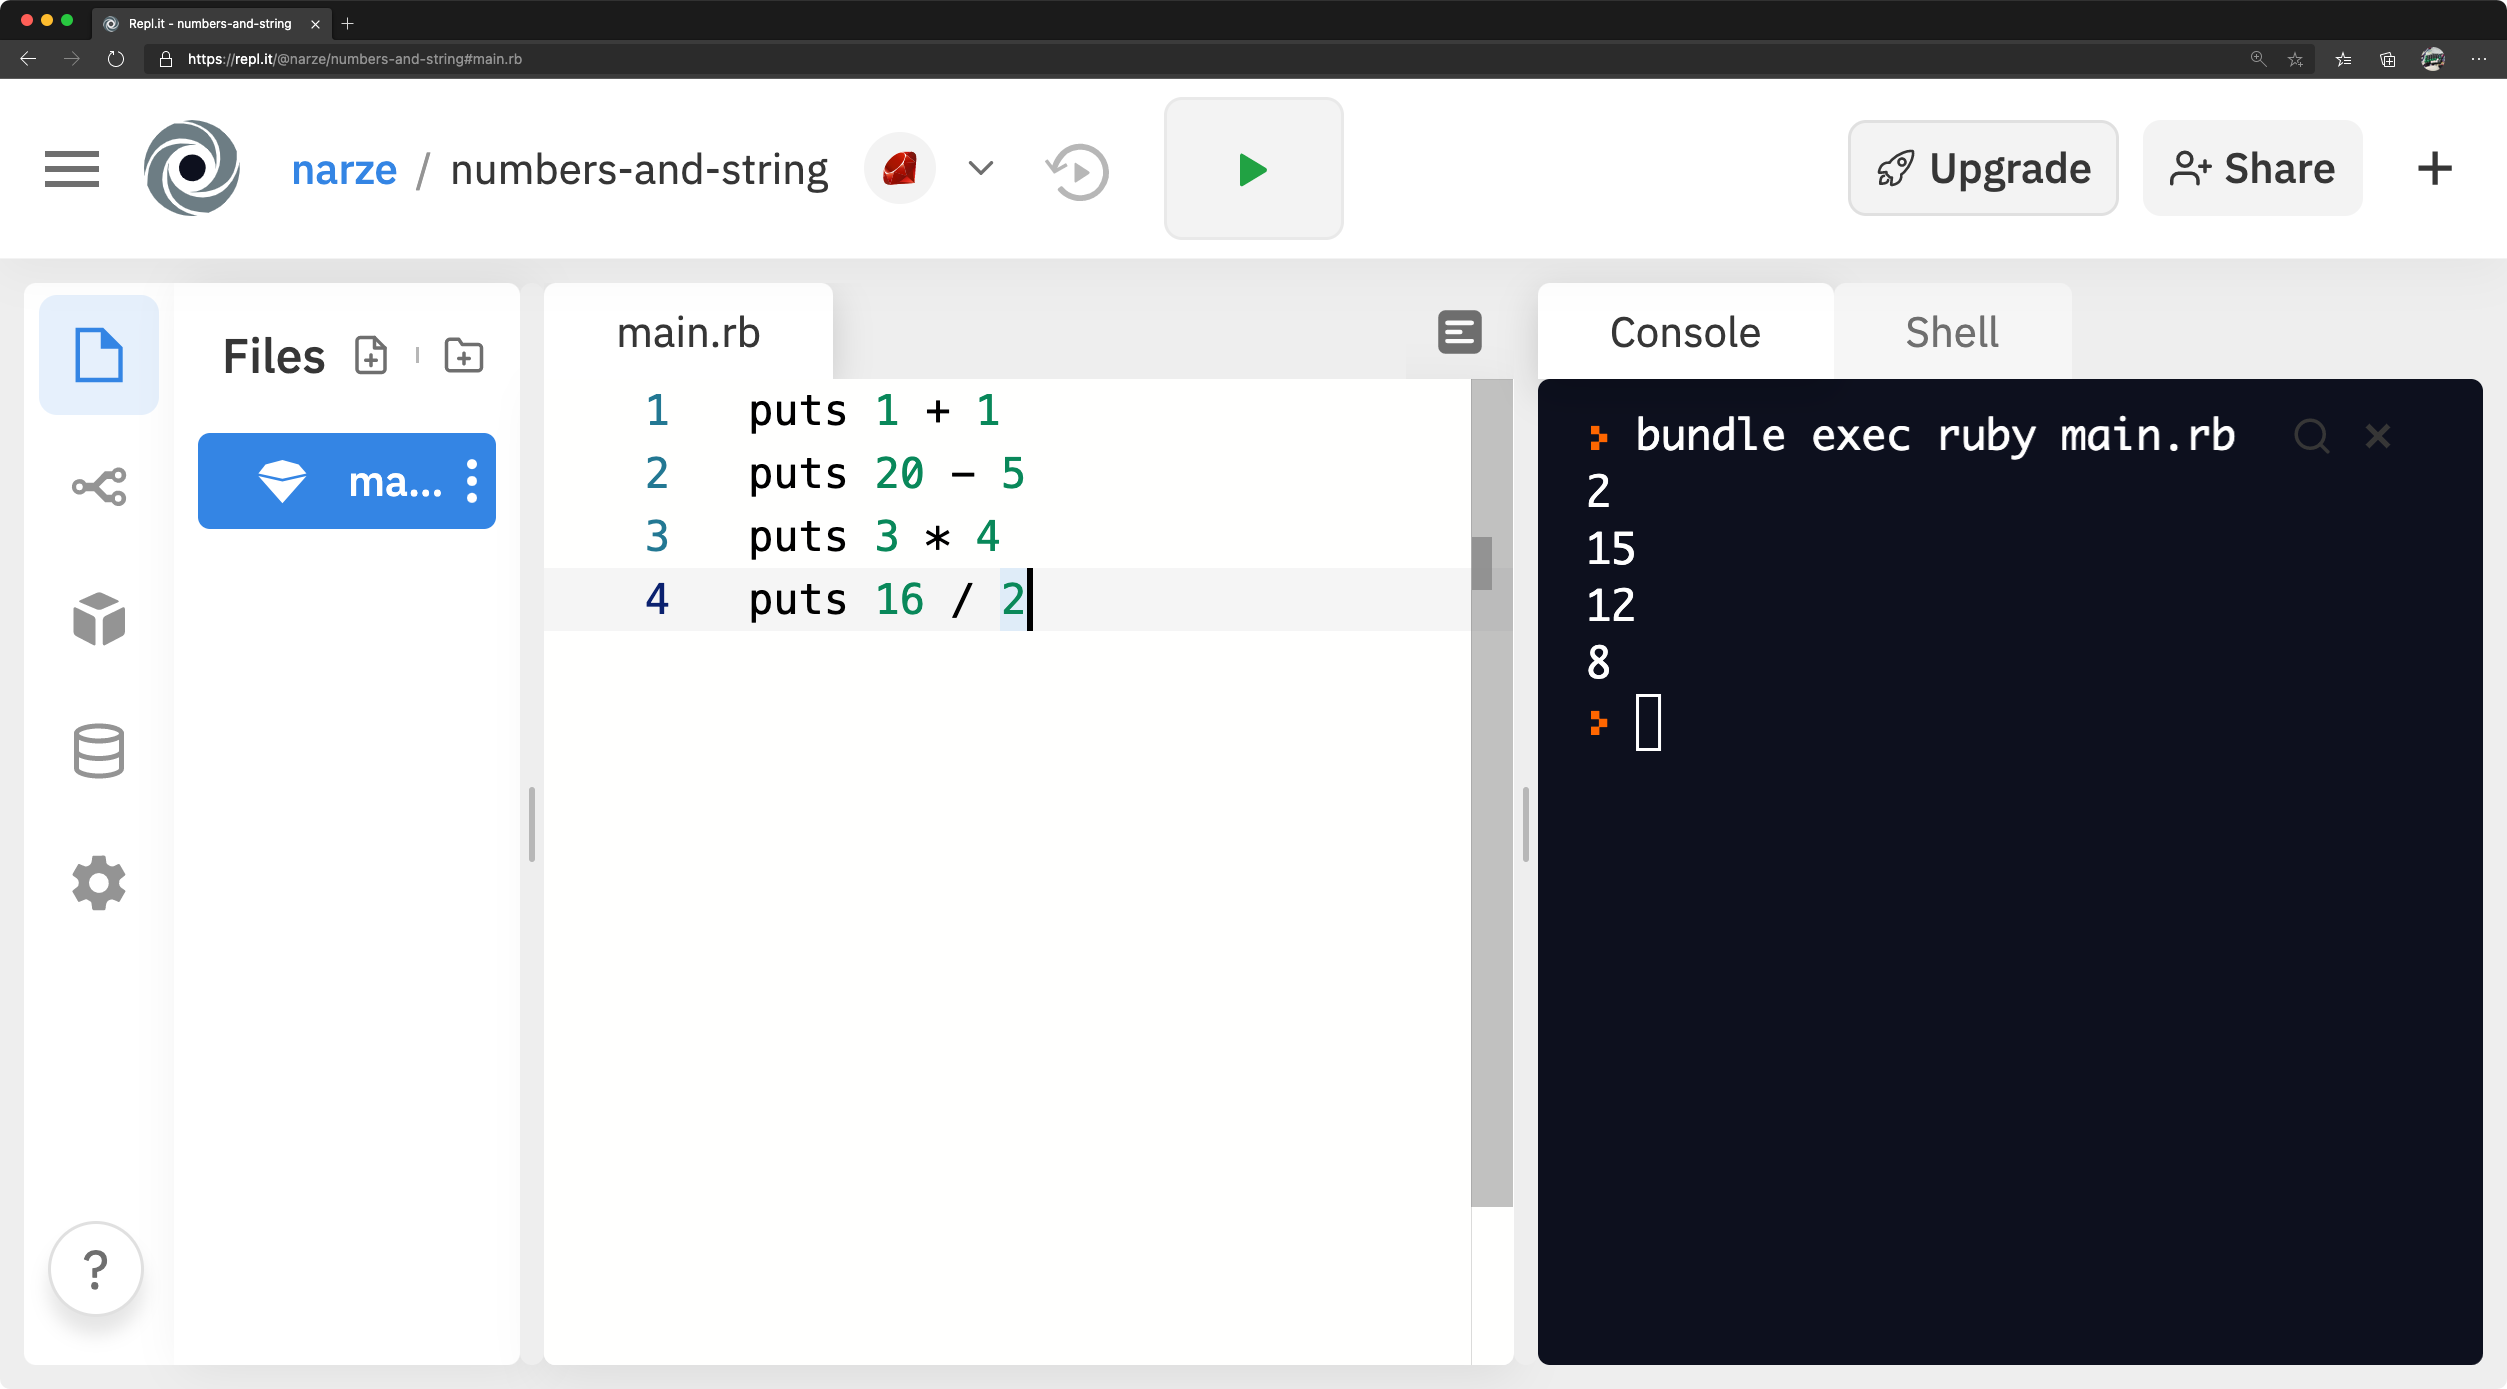 Repl.it - numbers-and-string
https://repl.it/@narze/numbers-and-string#main.rb
narze / numbers-and-string
Upgrade
Share
Files
ma...
main.rb
1 puts 1 + 1
2 puts 20 - 5
3 puts 3 * 4
4 puts 16 / 2
Console
Shell
bundle exec ruby main.rb
2
15
12
8
?